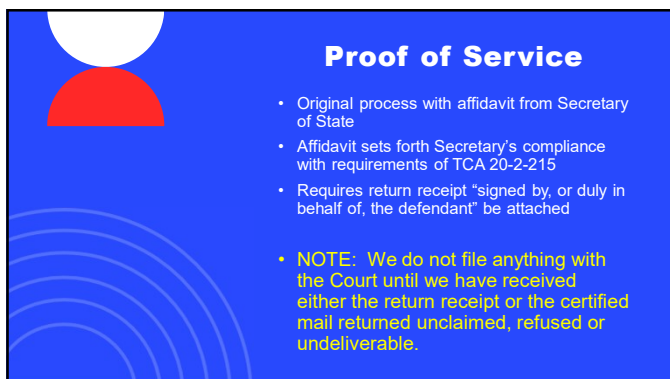 Proof of Service
• Original process with affidavit from Secretary
of State
• Affidavit sets forth Secretary’s compliance
with requirements of TCA 20-2-215
• Requires return receipt “signed by, or duly in
behalf of, the defendant” be attached
• NOTE:  We do not file anything with
the Court until we have received
either the return receipt or the certified
mail returned unclaimed, refused or
undeliverable.